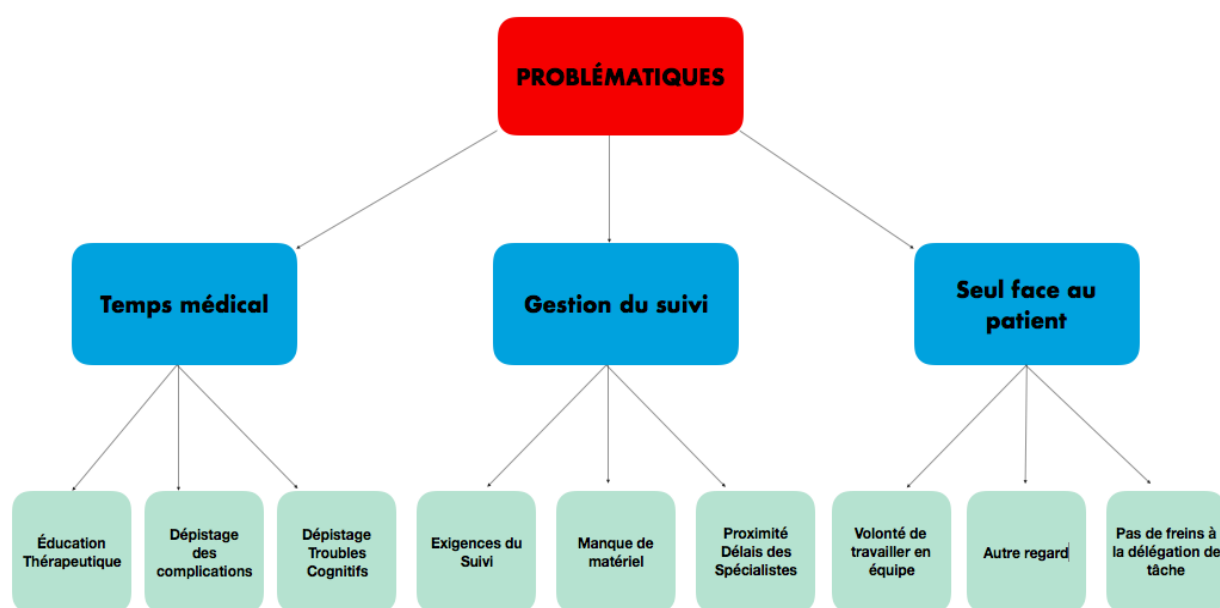 PROBLÉMATIQUES
Temps médical
Gestion du suivi
Seul face au
patient
Éducation
Thérapeutique
Dépistage
des
complications
Dépistage
Troubles
Cognitifs
Exigences du
Suivi
Manque de
matériel
Proximité
Délais des
Spécialistes
Volonté de
travailler en
équipe
Autre regard
Pas de freins à
la délégation de
tâche